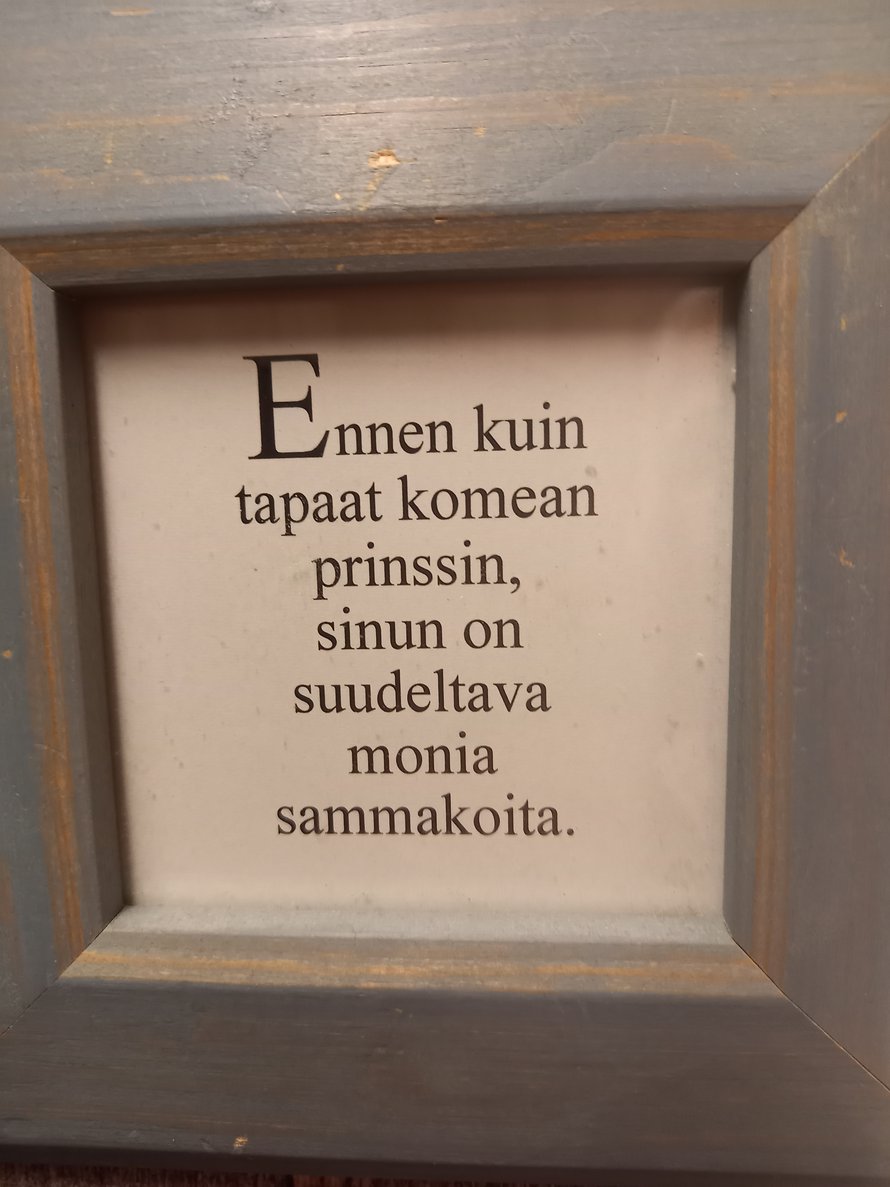 Ennen kuin
tapaat komean
prinssin,
sinun on
suudeltava
monia
sammakoita.